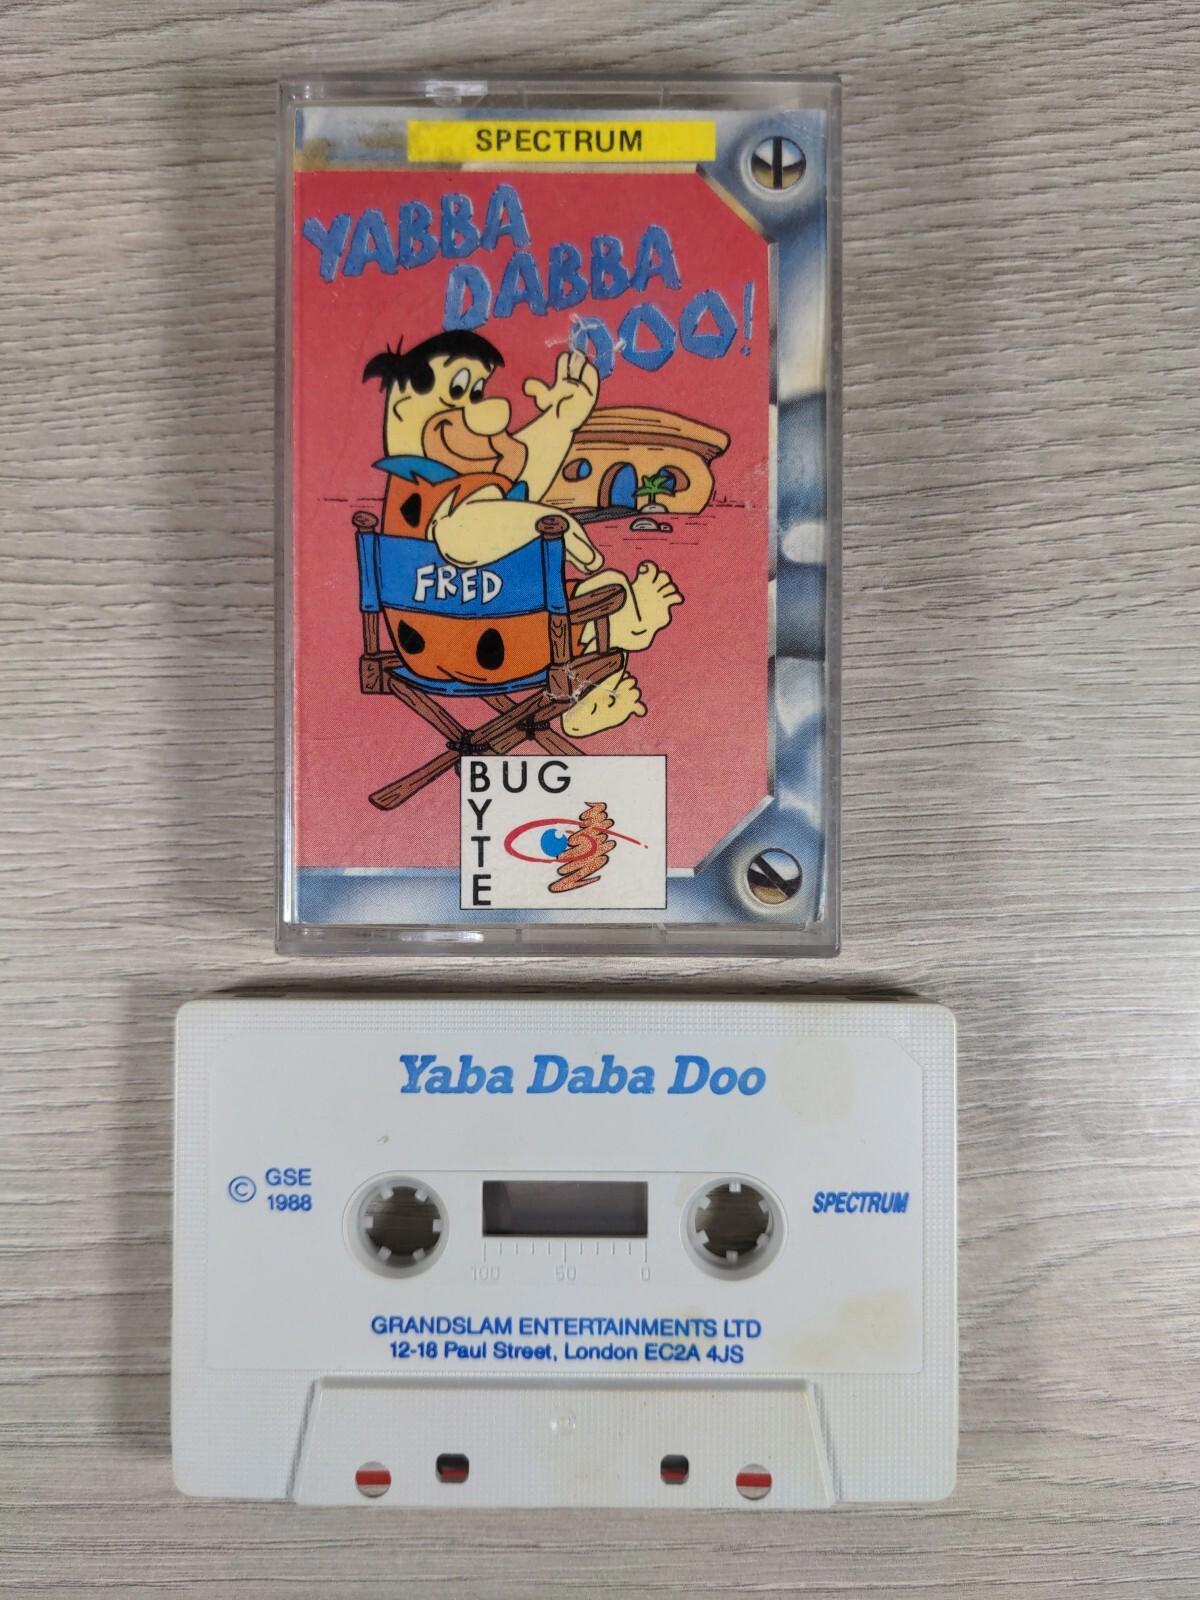 SPECTRUM
YABBA
DABBA
DOO!
FRED
BUG
BYTE
Yaba Daba Doo
© GSE
1988
SPECTRUM
100 50 0
GRANDSLAM ENTERTAINMENTS LTD
12-18 Paul Street, London EC2A 4JS